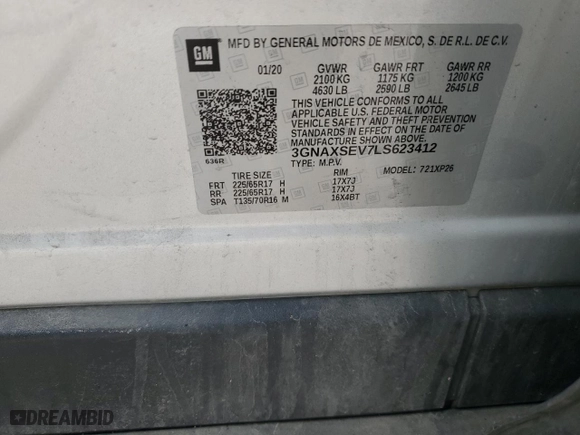 GM
MFD BY GENERAL MOTORS DE MEXICO, S. DE R.L. DE C.V.
01/20 GVWR GAWR FRT GAWR RR
2100 KG 1175 KG 1200 KG
4630 LB 2590 LB 2645 LB
THIS VEHICLE CONFORMS TO ALL
APPLICABLE U.S. FEDERAL MOTOR
VEHICLE SAFETY AND THEFT PREVENTION
STANDARDS IN EFFECT ON THE DATE OF
MANUFACTURE SHOWN ABOVE.
3GNAXSEV7LS623412
TYPE: M.P.V. MODEL: 721XP26
636R
TIRE SIZE RIM
FRT 225/65R17 H 17X7J
RR 225/65R17 H 17X7J
SPA T135/70R16 M 16X4BT
DREAMBID